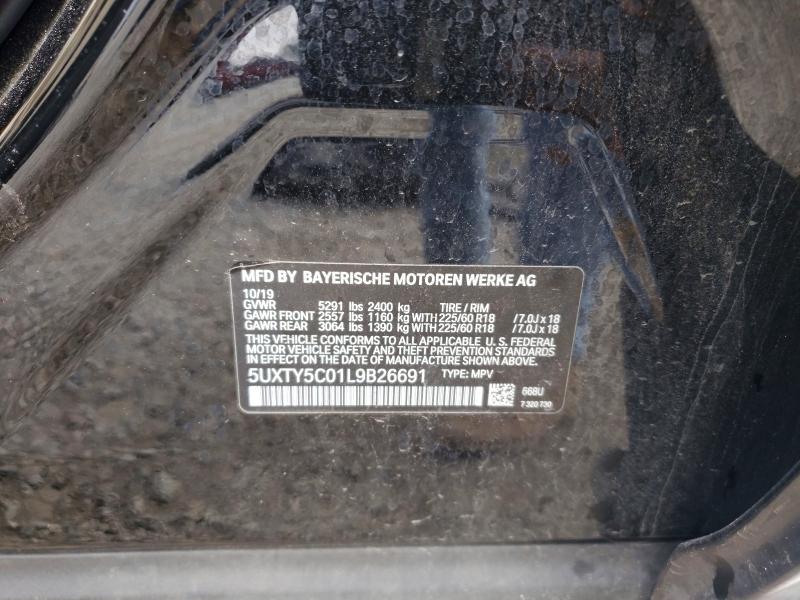 MFD BY BAYERISCHE MOTOREN WERKE AG
10/19
GVWR 5291 lbs 2400 kg TIRE / RIM
GAWR FRONT 2557 lbs 1160 kg WITH 225/60 R18 /7.0J x 18
GAWR REAR 3064 lbs 1390 kg WITH 225/60 R18 /7.0J x 18
THIS VEHICLE CONFORMS TO ALL APPLICABLE U. S. FEDERAL
MOTOR VEHICLE SAFETY AND THEFT PREVENTION STANDARDS
IN EFFECT ON THE DATE OF MANUFACTURE SHOWN ABOVE.
5UXTY5C01L9B26691 TYPE: MPV
668U
7 320 730